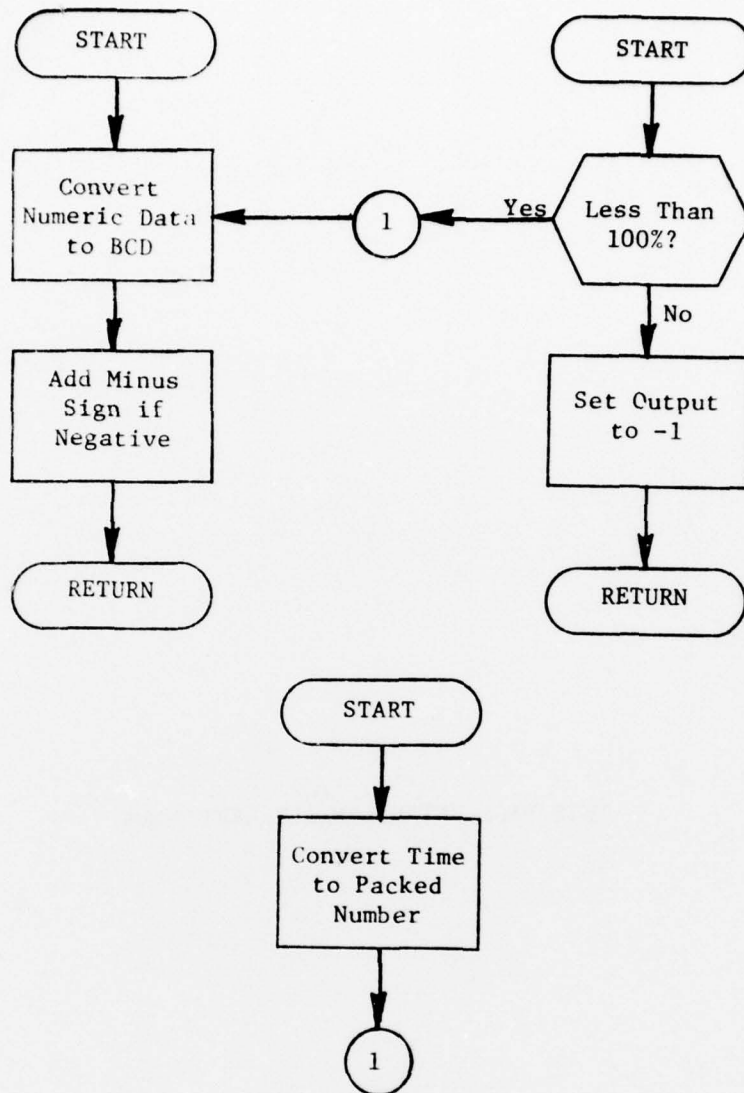 START
Convert
Numeric Data
to BCD
Add Minus
Sign if
Negative
RETURN
1
START
Less Than
100%?
Yes
No
Set Output
to -1
RETURN
START
Convert Time
to Packed
Number
1